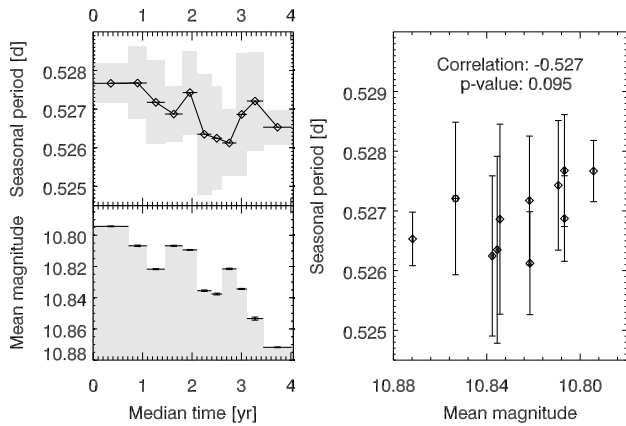 0 1 2 3 4
0.528
0.527
0.526
0.525
Seasonal period [d]
10.80
10.82
10.84
10.86
10.88
Mean magnitude
0 1 2 3 4
Median time [yr]
Correlation: -0.527
p-value: 0.095
0.529
0.528
0.527
0.526
0.525
Seasonal period [d]
10.88 10.84 10.80
Mean magnitude